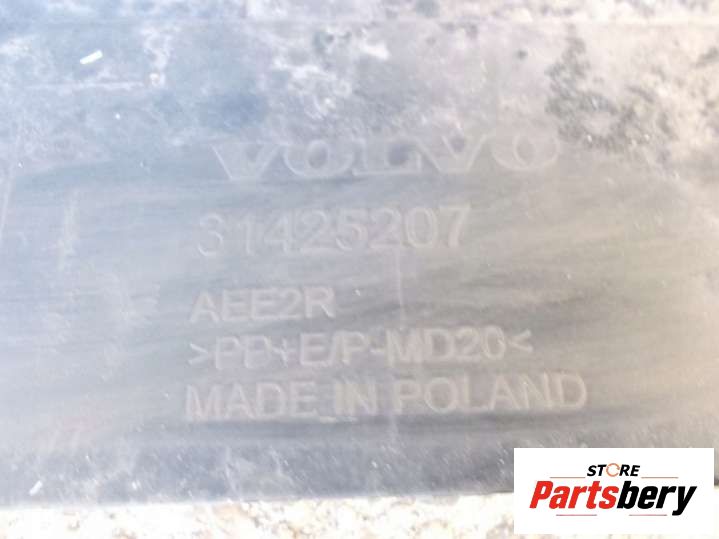 VOLVO
31425207
AEE2R
>PP+E/P-MD20<
MADE IN POLAND
STORE
Partsbery